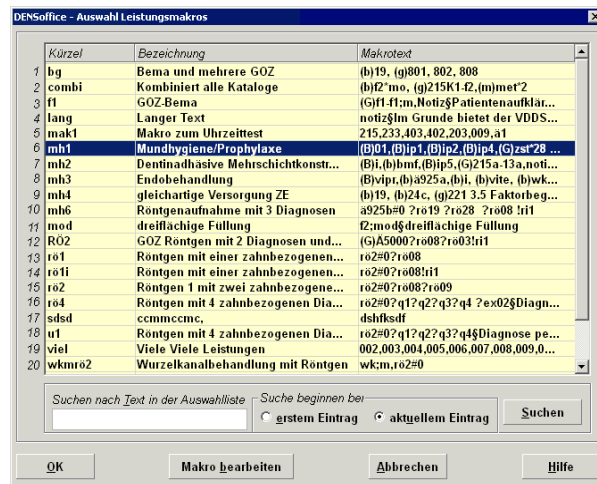 DENSoffice - Auswahl Leistungsmakros
Kürzel Bezeichnung Makrotext
1 bg Bema und mehrere GOZ (b)19, (g)801, 802, 808
2 combi Kombiniert alle Kataloge (b)f2*mo, (g)215K1-f2,(m)met*2
3 f1 GOZ-Bema (G)f1-f1;m,Notiz§Patientenaufklär...
4 lang Langer Text notiz§Im Grunde bietet der VDDS...
5 mak1 Makro zum Uhrzeittest 215,233,403,402,203,009,ä1
6 mh1 Mundhygiene/Prophylaxe (B)01,(B)ip1,(B)ip2,(B)ip4,(G)zst*28 ...
7 mh2 Dentinadhäsive Mehrschichtkonstr... (B)i,(b)bmf,(B)ip5,(G)215a-13a,noti...
8 mh3 Endobehandlung (B)vipr,(b)ä925a,(b)i, (b)vite, (b)wk...
9 mh4 gleichartige Versorgung ZE (b)19, (b)24c, (g)221 3.5 Faktorbeg...
10 mh6 Röntgenaufnahme mit 3 Diagnosen ä925b#0 ?rö19 ?rö28 ?rö08 !ri1
11 mod dreiflächige Füllung f2;mod§dreiflächige Füllung
12 RÖ2 GOZ Röntgen mit 2 Diagnosen und... (G)Ä5000?rö08?rö03!ri1
13 rö1 Röntgen mit einer zahnbezogenen... rö2#0?rö08
14 rö1i Röntgen mit einer zahnbezogenen... rö2#0?rö08!ri1
15 rö2 Röntgen 1 mit zwei zahnbezogene... rö2#0?rö08?rö09
16 rö4 Röntgen mit 4 zahnbezogenen Dia... rö2#0?q1?q2?q3?q4 ?ex02§Diagn...
17 sdsd ccmmccmc, dshfksdf
18 u1 Röntgen mit 4 zahnbezogenen Dia... rö2#0?q1?q2?q3?q4§Diagnose pe...
19 viel Viele Viele Leistungen 002,003,004,005,006,007,008,009,0...
20 wkmrö2 Wurzelkanalbehandlung mit Röntgen wk;m,rö2#0
Suchen nach Text in der Auswahlliste Suche beginnen bei
erstem Eintrag aktuellem Eintrag Suchen
OK Makro bearbeiten Abbrechen Hilfe